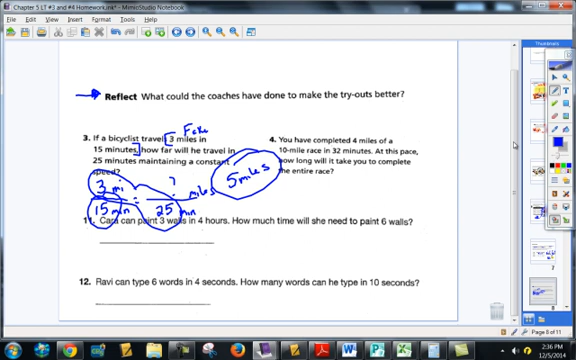 Chapter 5 LT #3 and #4 Homework.ink* - MimioStudio Notebook
File Edit View Insert Format Tools Help
Thumbnails
Reflect What could the coaches have done to make the try-outs better?
3. If a bicyclist travels 3 miles in
15 minutes, how far will he travel in
25 minutes maintaining a constant
speed?
4. You have completed 4 miles of a
10-mile race in 32 minutes. At this pace,
how long will it take you to complete
the entire race?
3 mi = ? miles
15 min 25 min
5 miles
11. Cara can paint 3 walls in 4 hours. How much time will she need to paint 6 walls?
12. Ravi can type 6 words in 4 seconds. How many words can he type in 10 seconds?
7
8
Page 8 of 11
2:36 PM
12/5/2014